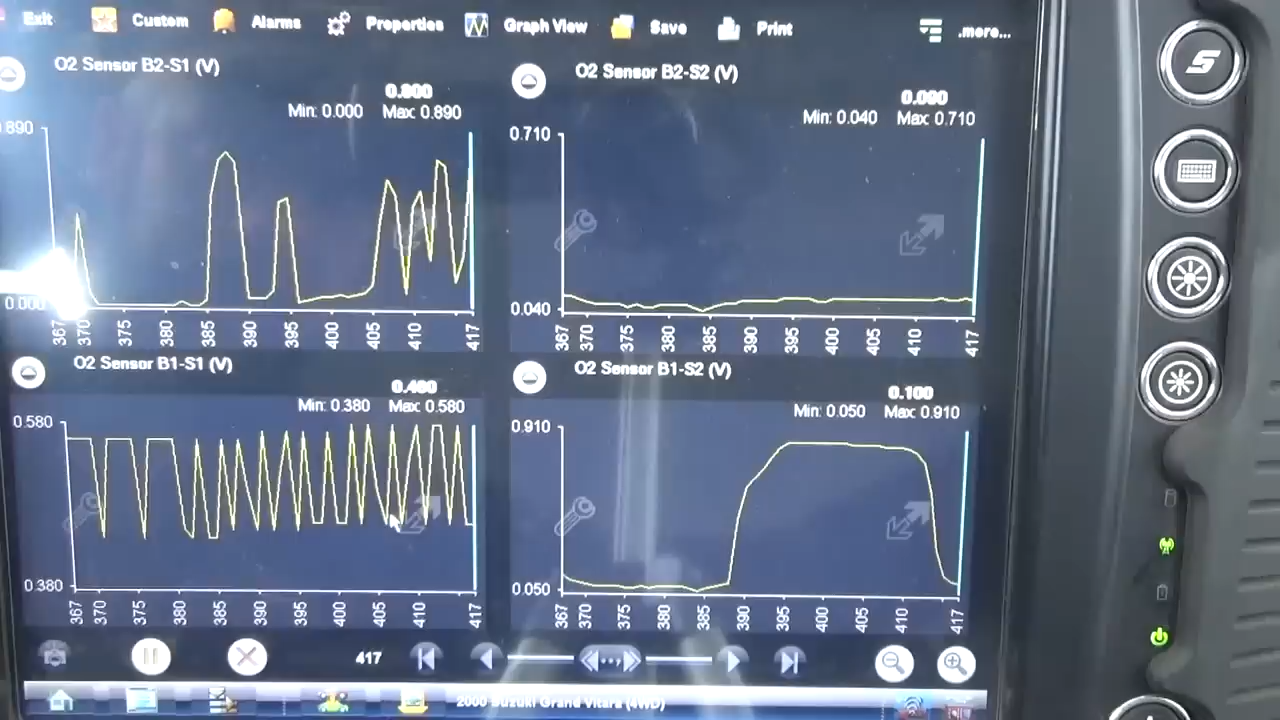 Exit Custom Alarms Properties Graph View Save Print .more...
O2 Sensor B2-S1 (V)
0.800
Min: 0.000 Max: 0.890
0.890
0.000
367 370 375 380 385 390 395 400 405 410 417
O2 Sensor B2-S2 (V)
0.090
Min: 0.040 Max: 0.710
0.710
0.040
367 370 375 380 385 390 395 400 405 410 417
O2 Sensor B1-S1 (V)
0.460
Min: 0.380 Max: 0.580
0.580
0.380
367 370 375 380 385 390 395 400 405 410 417
O2 Sensor B1-S2 (V)
0.100
Min: 0.050 Max: 0.910
0.910
0.050
367 370 375 380 385 390 395 400 405 410 417
417
2000 Suzuki Grand Vitara (4WD)
S